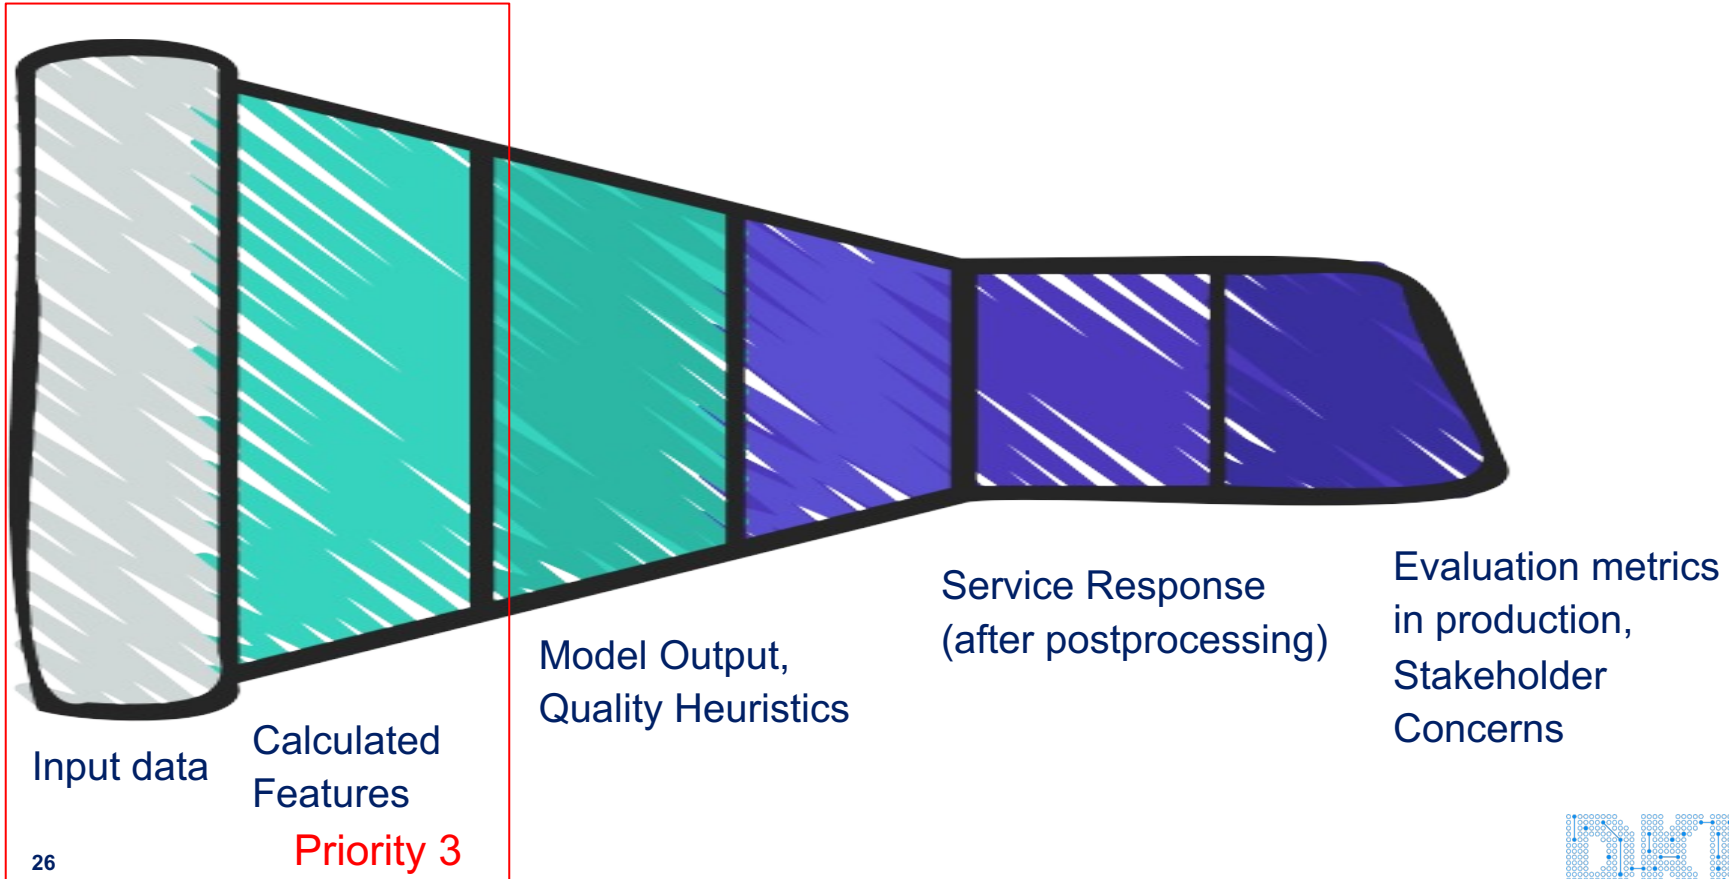 Input data
Calculated
Features
Priority 3
Model Output,
Quality Heuristics
Service Response
(after postprocessing)
Evaluation metrics
in production,
Stakeholder
Concerns
26